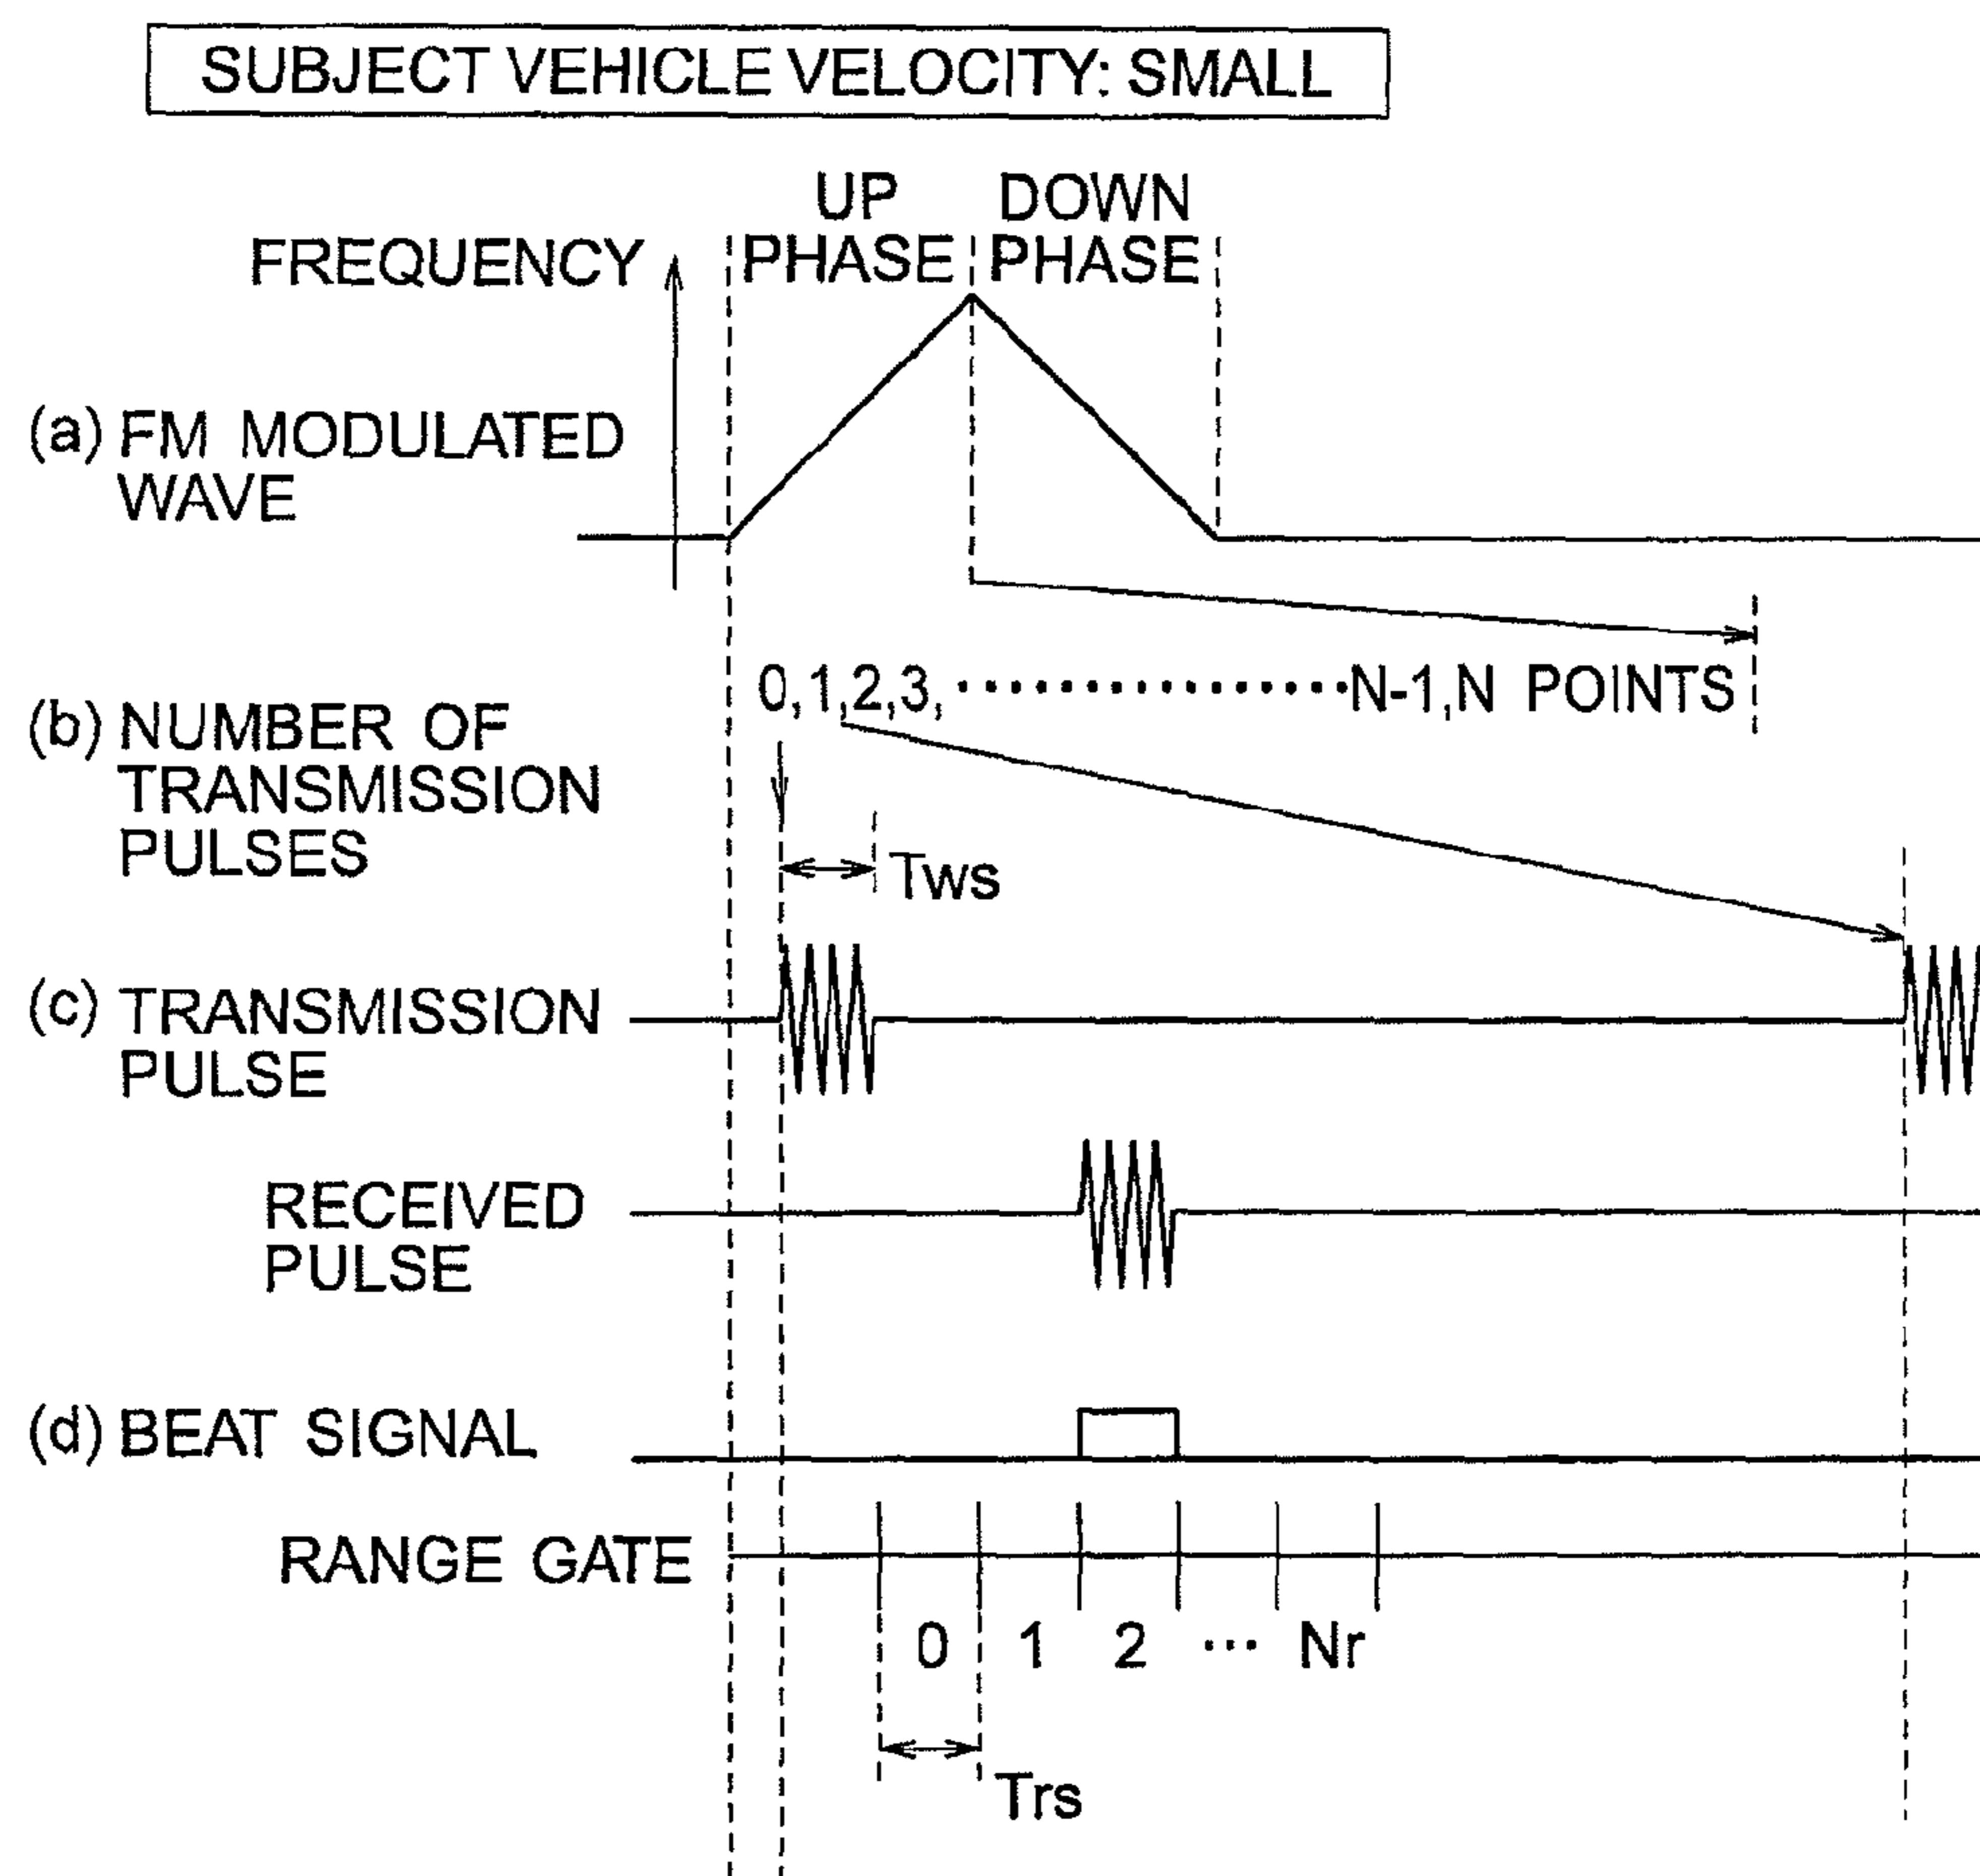 SUBJECT VEHICLE VELOCITY: SMALL
UP
PHASE
DOWN
PHASE
FREQUENCY
(a) FM MODULATED
WAVE
0,1,2,3, ················N-1,N POINTS
(b) NUMBER OF
TRANSMISSION
PULSES
Tws
(c) TRANSMISSION
PULSE
RECEIVED
PULSE
(d) BEAT SIGNAL
RANGE GATE
0 1 2 ··· Nr
Trs